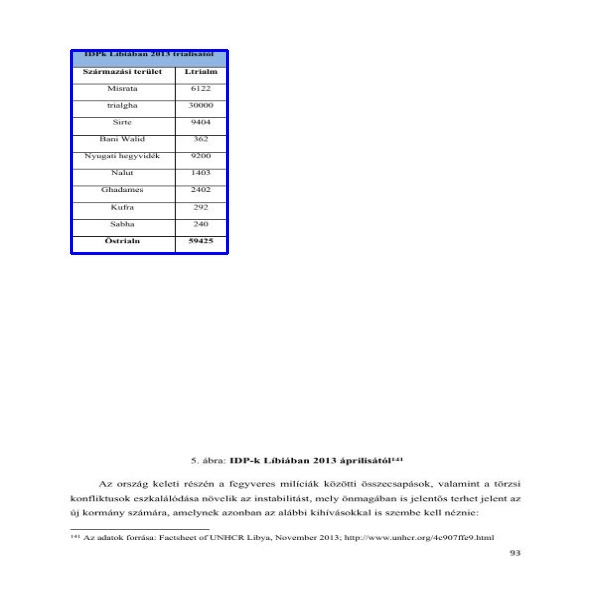 IDPk Libiában 2013 trialisától
Származási terület Ltrialm
Misrata 6122
trialgha 30000
Sirte 9404
Bani Walid 362
Nyugati hegyvidék 9200
Nalut 1403
Ghadames 2402
Kufra 292
Sabha 240
Östrialn 59425
5. ábra: IDP-k Líbiában 2013 áprilisától¹⁴¹
Az ország keleti részén a fegyveres milíciák közötti összecsapások, valamint a törzsi
konfliktusok eszkalálódása növelik az instabilitást, mely önmagában is jelentős terhet jelent az
új kormány számára, amelynek azonban az alábbi kihívásokkal is szembe kell néznie:
¹⁴¹ Az adatok forrása: Factsheet of UNHCR Libya, November 2013; http://www.unhcr.org/4c907ffe9.html
93